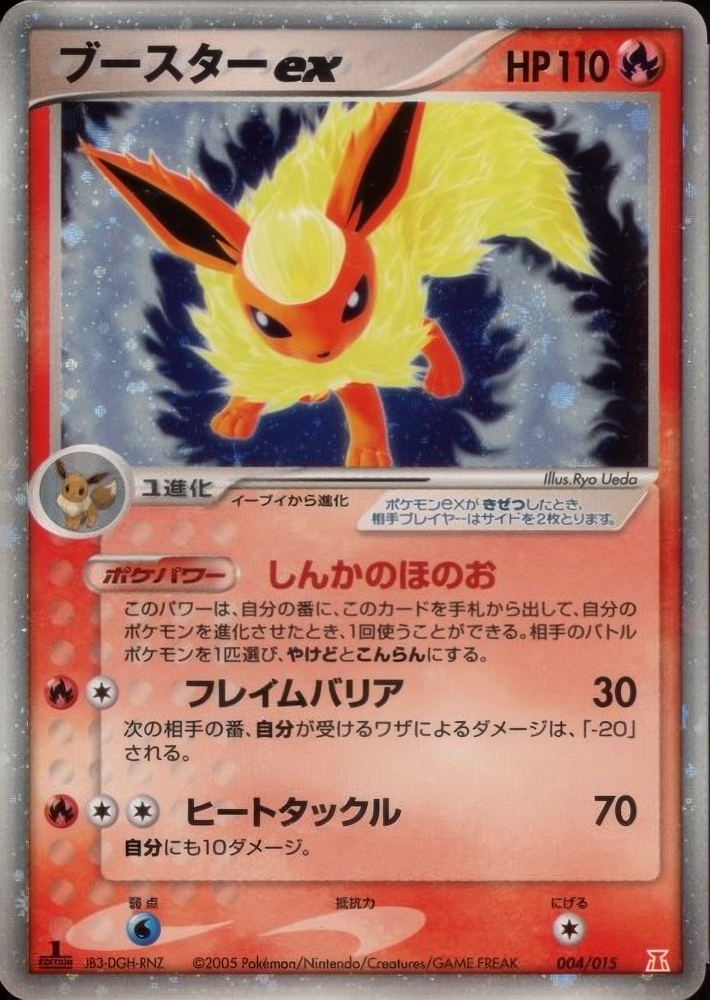 ブースターex HP110
Illus.Ryo Ueda
1進化
イーブイから進化
ポケモンexがきぜつしたとき、
相手プレイヤーはサイドを2枚とります。
ポケパワー しんかのほのお
このパワーは、自分の番に、このカードを手札から出して、自分の
ポケモンを進化させたとき、1回使うことができる。相手のバトル
ポケモンを1匹選び、やけどとこんらんにする。
フレイムバリア 30
次の相手の番、自分が受けるワザによるダメージは、「-20」
される。
ヒートタックル 70
自分にも10ダメージ。
弱点 抵抗力 にげる
1
EDITION JB3-DGH-RNZ ©2005 Pokémon/Nintendo/Creatures/GAME FREAK 004/015